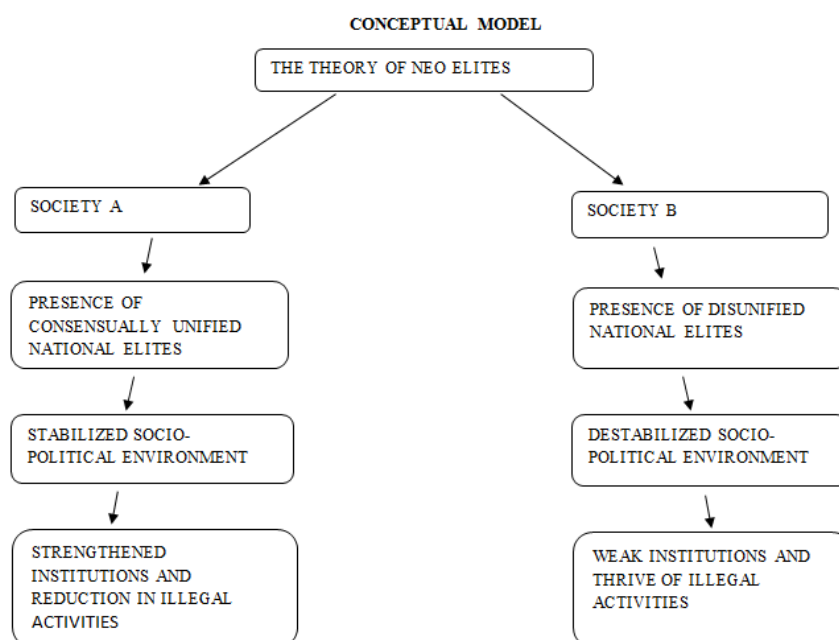 CONCEPTUAL MODEL
THE THEORY OF NEO ELITES
SOCIETY A
SOCIETY B
PRESENCE OF
CONSENSUALLY UNIFIED
NATIONAL ELITES
PRESENCE OF DISUNIFIED
NATIONAL ELITES
STABILIZED SOCIO-
POLITICAL ENVIRONMENT
DESTABILIZED SOCIO-
POLITICAL ENVIRONMENT
STRENGTHENED
INSTITUTIONS AND
REDUCTION IN ILLEGAL
ACTIVITIES
WEAK INSTITUTIONS AND
THRIVE OF ILLEGAL
ACTIVITIES